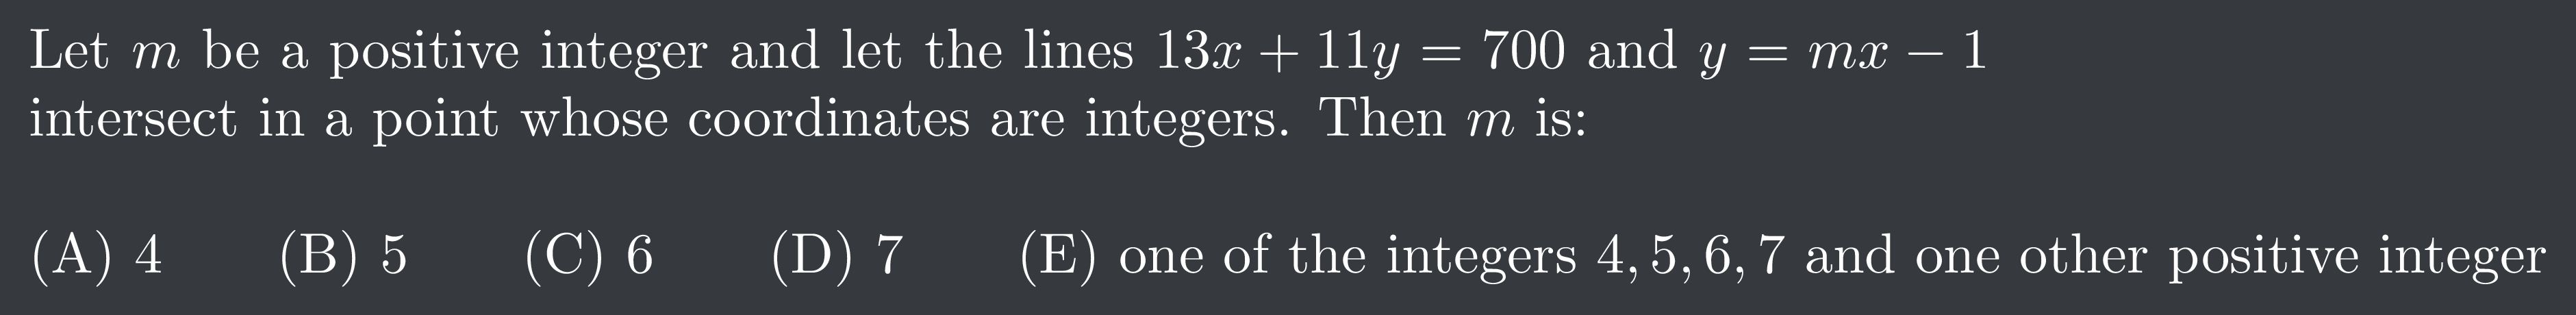 Let m be a positive integer and let the lines 13x + 11y = 700 and y = mx − 1
intersect in a point whose coordinates are integers. Then m is:
(A) 4 (B) 5 (C) 6 (D) 7 (E) one of the integers 4, 5, 6, 7 and one other positive integer